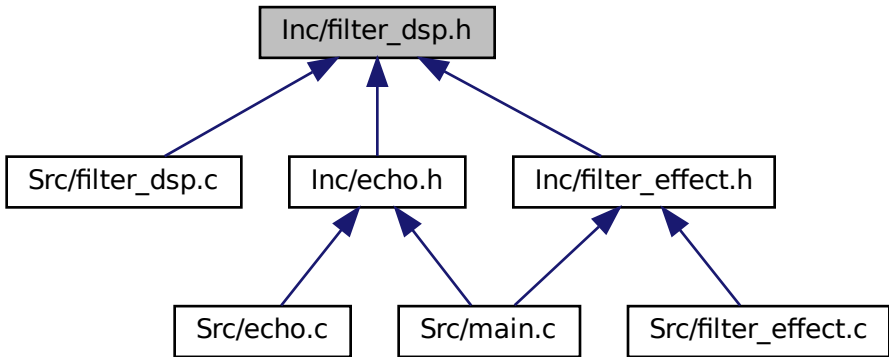 Inc/filter_dsp.h
Src/filter_dsp.c
Inc/echo.h
Inc/filter_effect.h
Src/echo.c
Src/main.c
Src/filter_effect.c